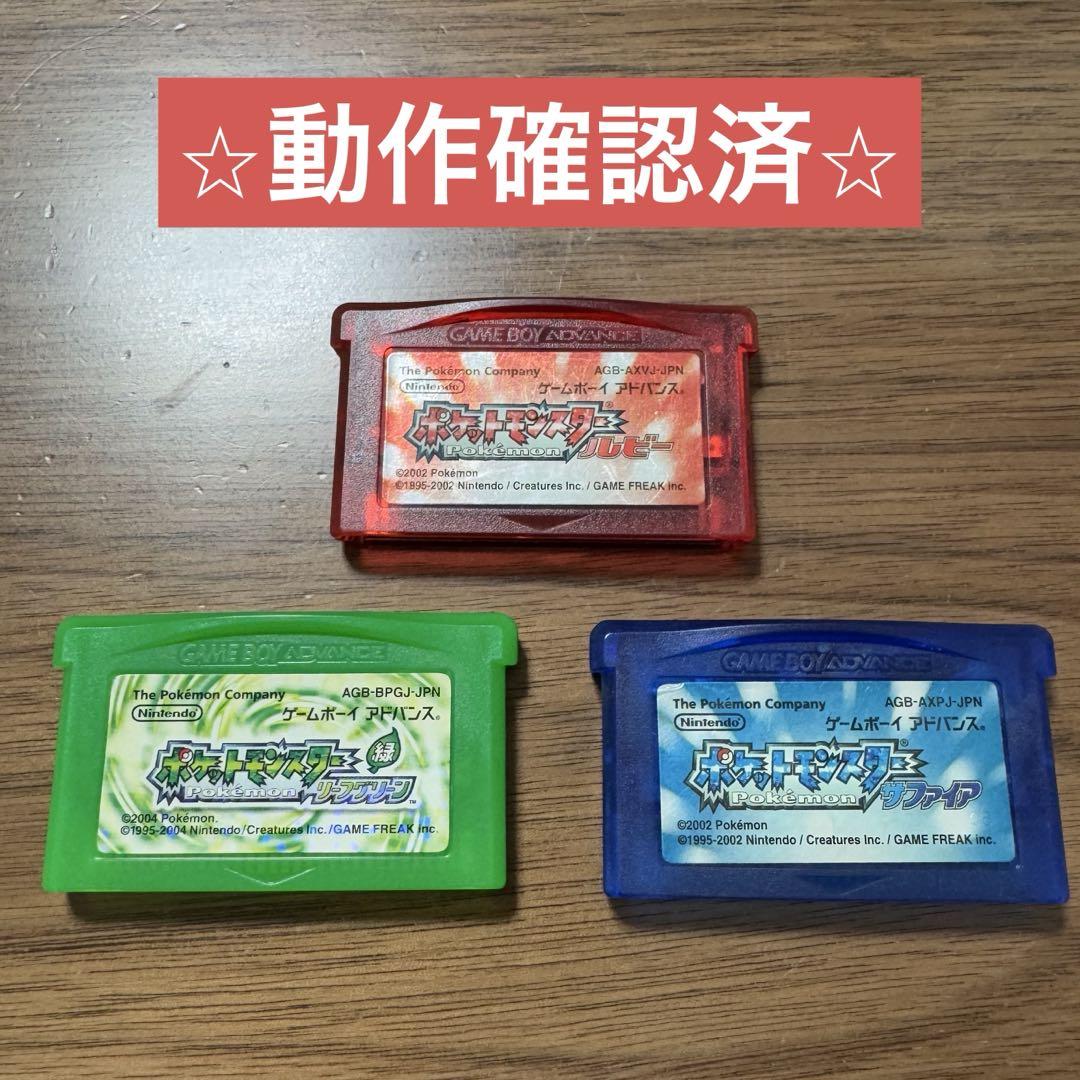 ☆動作確認済☆
GAME BOY ADVANCE
The Pokémon Company AGB-AXVJ-JPN
Nintendo ゲームボーイ アドバンス®
ポケットモンスター®
Pokémon ルビー
©2002 Pokémon
©1995-2002 Nintendo / Creatures Inc. / GAME FREAK inc.
GAME BOY ADVANCE
The Pokémon Company AGB-BPGJ-JPN
Nintendo ゲームボーイ アドバンス®
ポケットモンスター 緑
Pokémon リーフグリーン™
©2004 Pokémon.
©1995-2004 Nintendo/Creatures Inc./GAME FREAK inc.
GAME BOY ADVANCE
The Pokémon Company AGB-AXPJ-JPN
Nintendo ゲームボーイ アドバンス®
ポケットモンスター®
Pokémon サファイア
©2002 Pokémon
©1995-2002 Nintendo / Creatures Inc. / GAME FREAK inc.